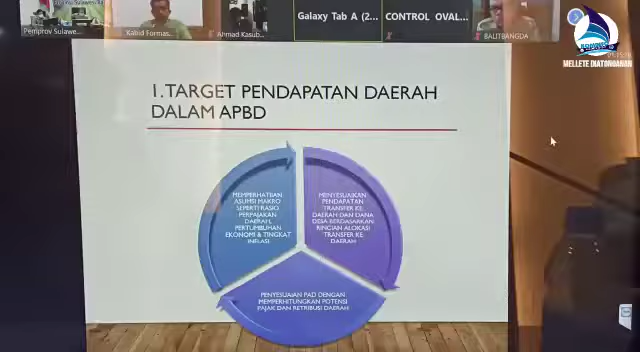 Pemprov Sulawe...
Kabid Formas...
Ahmad Kasub...
Galaxy Tab A (2...
CONTROL OVAL...
BALITBANGDA
MELLETE DIATONGANAN
1.TARGET PENDAPATAN DAERAH
DALAM APBD
MEMPERHATIKAN
ASUMSI MAKRO
SEPERTI RASIO
PERPAJAKAN
DAERAH,
PERTUMBUHAN
EKONOMI & TINGKAT
INFLASI
MENYESUAIKAN
PENDAPATAN
TRANSFER KE
DAERAH DAN DANA
DESA BERDASARKAN
RINCIAN ALOKASI
TRANSFER KE
DAERAH
PENYESUAIAN PAD DENGAN
MEMPERHITUNGKAN POTENSI
PAJAK DAN RETRIBUSI DAERAH